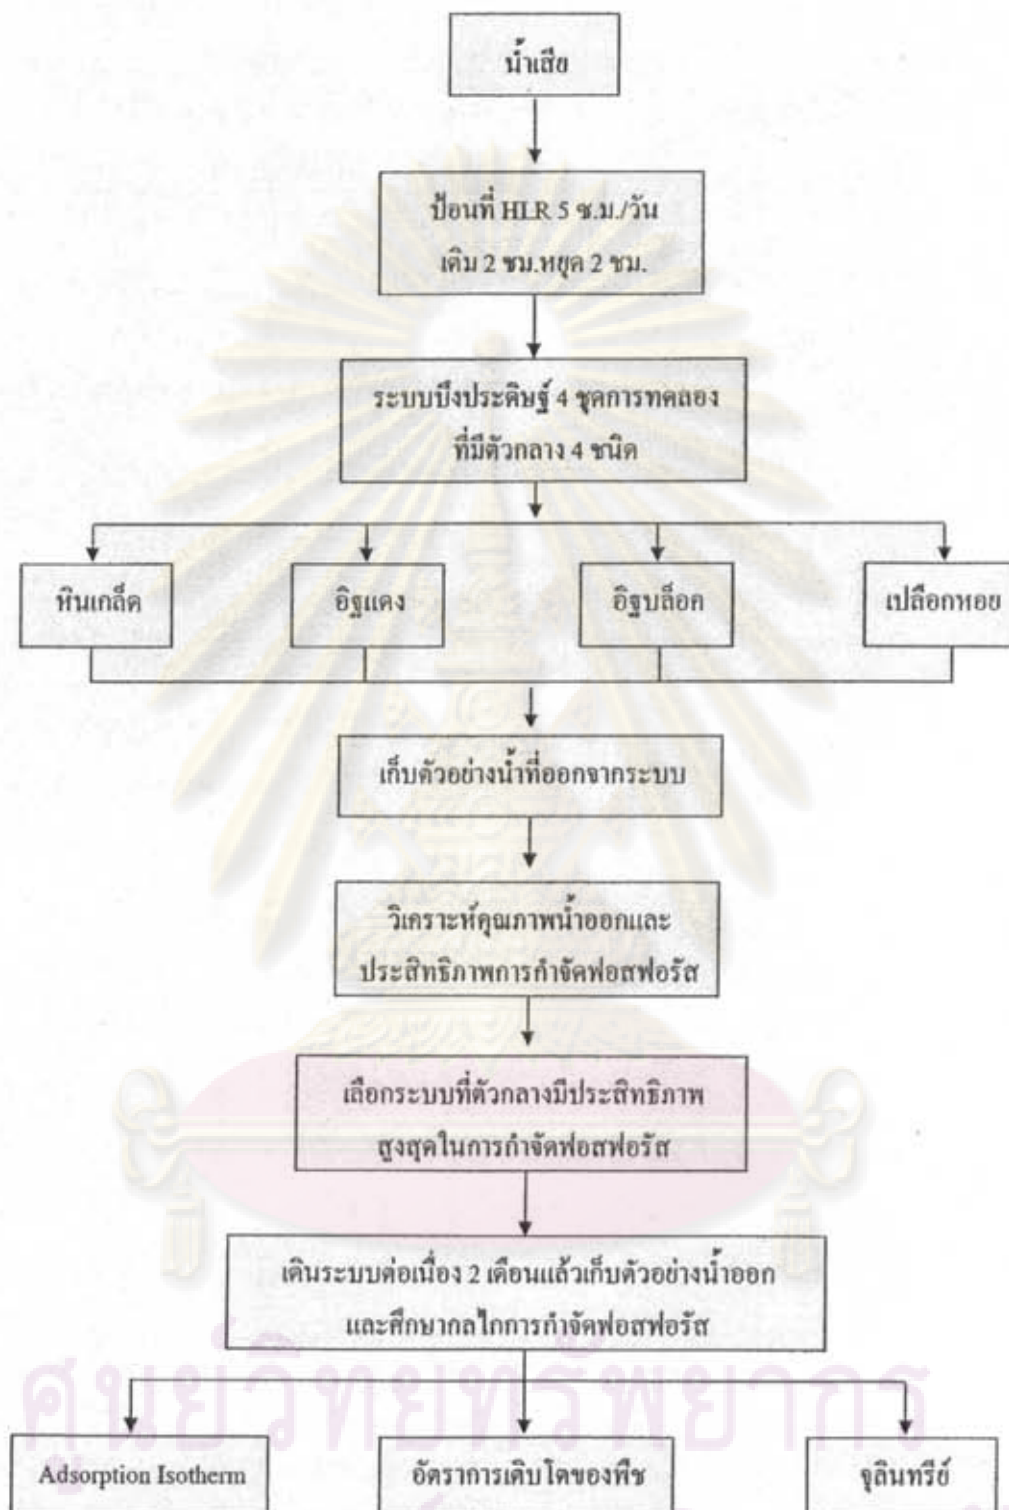 น้ำเสีย
ป้อนที่ HLR 5 ซ.ม./วัน
เติม 2 ชม.หยุด 2 ชม.
ระบบบึงประดิษฐ์ 4 ชุดการทดลอง
ที่มีตัวกลาง 4 ชนิด
หินเกล็ด
อิฐแดง
อิฐบล็อก
เปลือกหอย
เก็บตัวอย่างน้ำที่ออกจากระบบ
วิเคราะห์คุณภาพน้ำออกและ
ประสิทธิภาพการกำจัดฟอสฟอรัส
เลือกระบบที่ตัวกลางมีประสิทธิภาพ
สูงสุดในการกำจัดฟอสฟอรัส
เดินระบบต่อเนื่อง 2 เดือนแล้วเก็บตัวอย่างน้ำออก
และศึกษากลไกการกำจัดฟอสฟอรัส
ศูนย์วิทยทรัพยากร
Adsorption Isotherm
อัตราการเติบโตของพืช
จุลินทรีย์